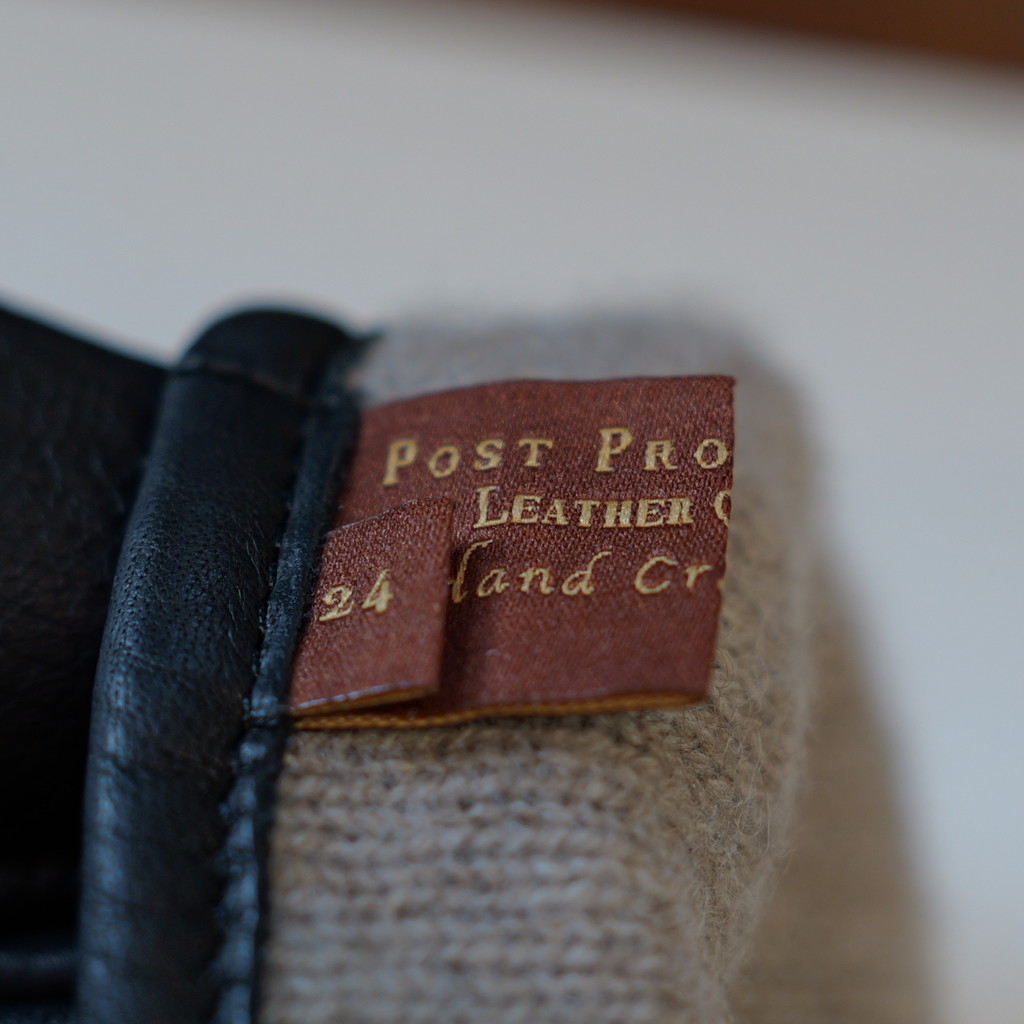 POST PRO
LEATHER
Hand Cr
24